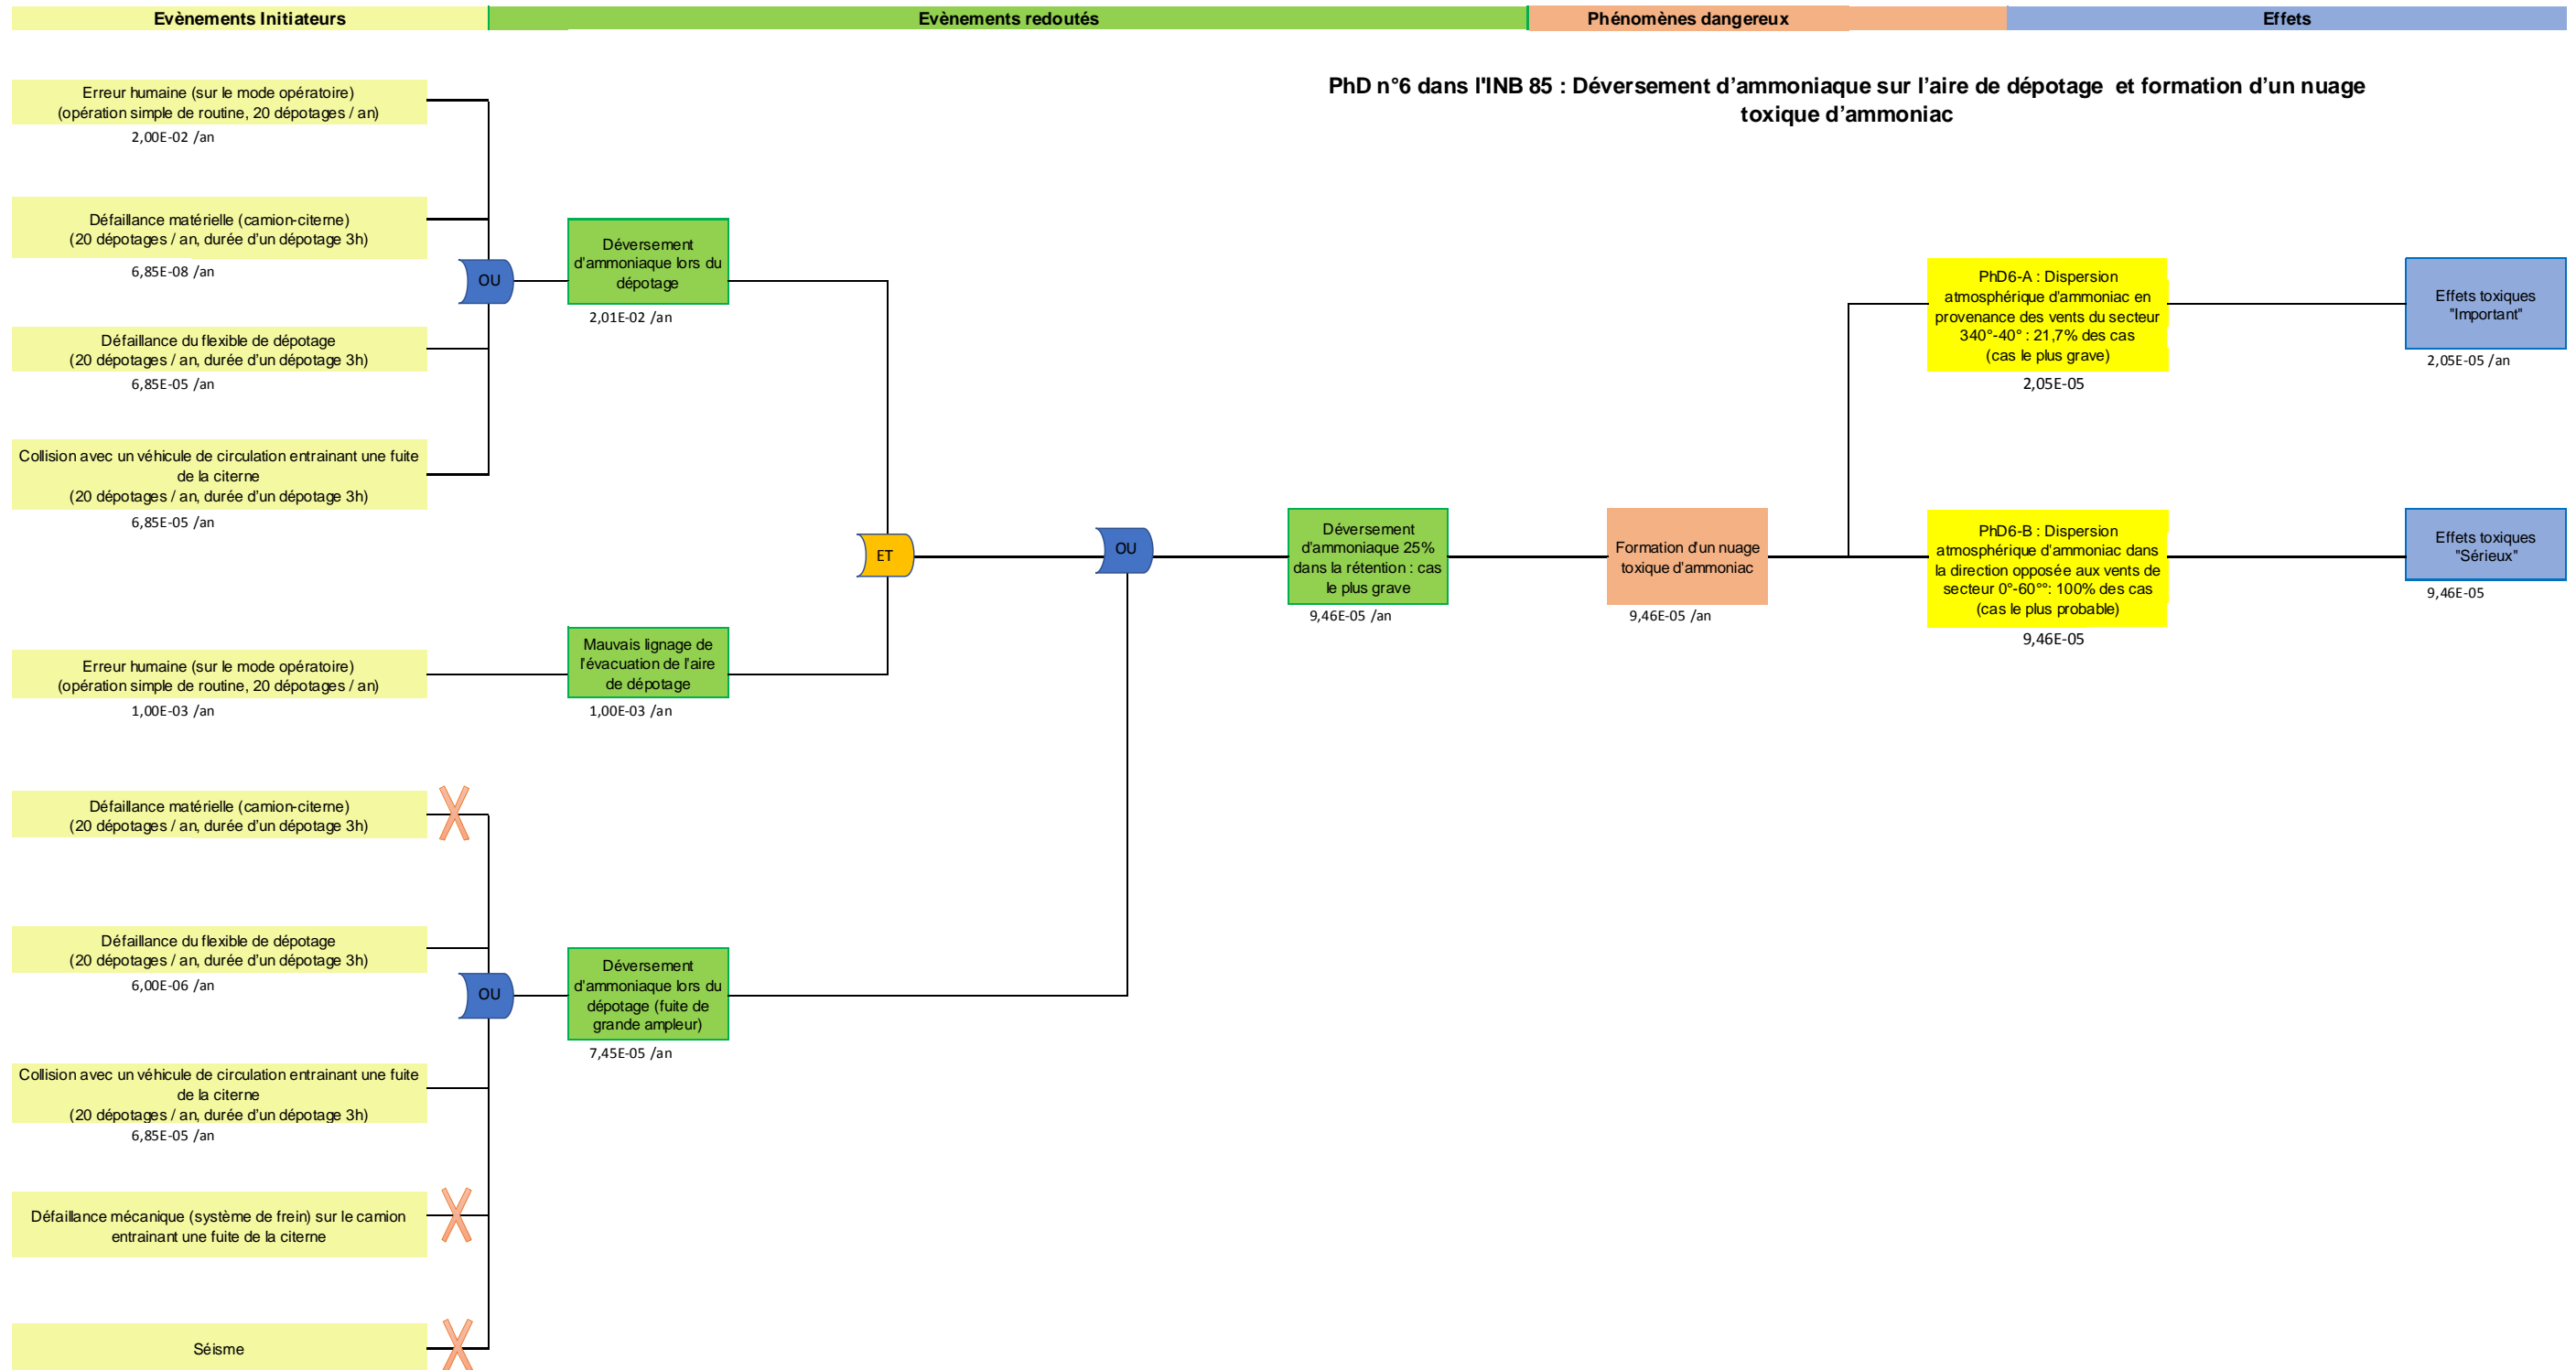 Evènements Initiateurs
Evènements redoutés
Phénomènes dangereux
Effets
PhD n°6 dans l'INB 85 : Déversement d'ammoniaque sur l'aire de dépotage et formation d'un nuage
toxique d'ammoniac
Erreur humaine (sur le mode opératoire)
(opération simple de routine, 20 dépotages / an)
2,00E-02 /an
Défaillance matérielle (camion-citerne)
(20 dépotages / an, durée d'un dépotage 3h)
6,85E-08 /an
Défaillance du flexible de dépotage
(20 dépotages / an, durée d'un dépotage 3h)
6,85E-05 /an
Collision avec un véhicule de circulation entrainant une fuite
de la citerne
(20 dépotages / an, durée d'un dépotage 3h)
6,85E-05 /an
OU
Déversement
d'ammoniaque lors du
dépotage
2,01E-02 /an
Erreur humaine (sur le mode opératoire)
(opération simple de routine, 20 dépotages / an)
1,00E-03 /an
Mauvais lignage de
l'évacuation de l'aire
de dépotage
1,00E-03 /an
ET
OU
Déversement
d'ammoniaque 25%
dans la rétention : cas
le plus grave
9,46E-05 /an
Formation d'un nuage
toxique d'ammoniac
9,46E-05 /an
PhD6-A : Dispersion
atmosphérique d'ammoniac en
provenance des vents du secteur
340°-40° : 21,7% des cas
(cas le plus grave)
2,05E-05
Effets toxiques
"Important"
2,05E-05 /an
PhD6-B : Dispersion
atmosphérique d'ammoniac dans
la direction opposée aux vents de
secteur 0°-60°°: 100% des cas
(cas le plus probable)
9,46E-05
Effets toxiques
"Sérieux"
9,46E-05
Défaillance matérielle (camion-citerne)
(20 dépotages / an, durée d'un dépotage 3h)
Défaillance du flexible de dépotage
(20 dépotages / an, durée d'un dépotage 3h)
6,00E-06 /an
OU
Déversement
d'ammoniaque lors du
dépotage (fuite de
grande ampleur)
7,45E-05 /an
Collision avec un véhicule de circulation entrainant une fuite
de la citerne
(20 dépotages / an, durée d'un dépotage 3h)
6,85E-05 /an
Défaillance mécanique (système de frein) sur le camion
entrainant une fuite de la citerne
Séisme